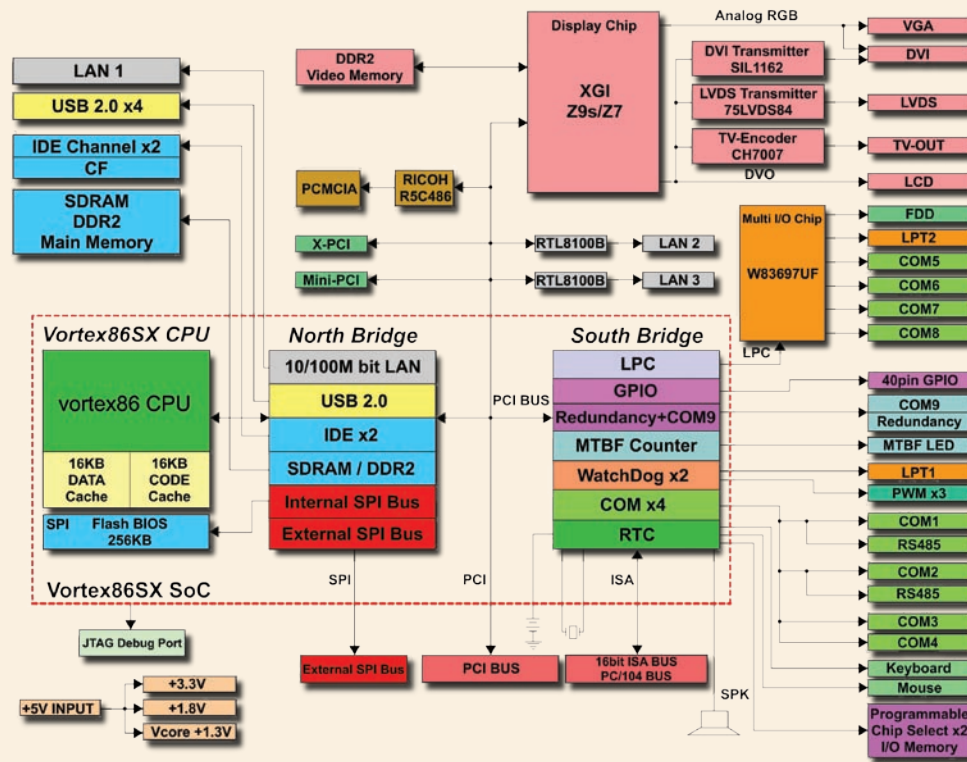 Analog RGB
Display Chip
XGI
Z9s/Z7
DDR2
Video Memory
DVI Transmitter
SIL1162
LVDS Transmitter
75LVDS84
TV-Encoder
CH7007
DVO
VGA
DVI
LVDS
TV-OUT
LCD
LAN 1
USB 2.0 x4
IDE Channel x2
CF
SDRAM
DDR2
Main Memory
PCMCIA
RICOH
R5C486
X-PCI
Mini-PCI
RTL8100B
LAN 2
RTL8100B
LAN 3
Multi I/O Chip
W83697UF
LPC
FDD
LPT2
COM5
COM6
COM7
COM8
Vortex86SX CPU
vortex86 CPU
16KB
DATA
Cache
16KB
CODE
Cache
SPI
Flash BIOS
256KB
Vortex86SX SoC
North Bridge
10/100M bit LAN
USB 2.0
IDE x2
SDRAM / DDR2
Internal SPI Bus
External SPI Bus
PCI BUS
South Bridge
LPC
GPIO
Redundancy+COM9
MTBF Counter
WatchDog x2
COM x4
RTC
40pin GPIO
COM9
Redundancy
MTBF LED
LPT1
PWM x3
COM1
RS485
COM2
RS485
COM3
COM4
Keyboard
Mouse
Programmable
Chip Select x2
I/O Memory
SPI
PCI
ISA
SPK
JTAG Debug Port
External SPI Bus
PCI BUS
16bit ISA BUS
PC/104 BUS
+5V INPUT
+3.3V
+1.8V
Vcore +1.3V